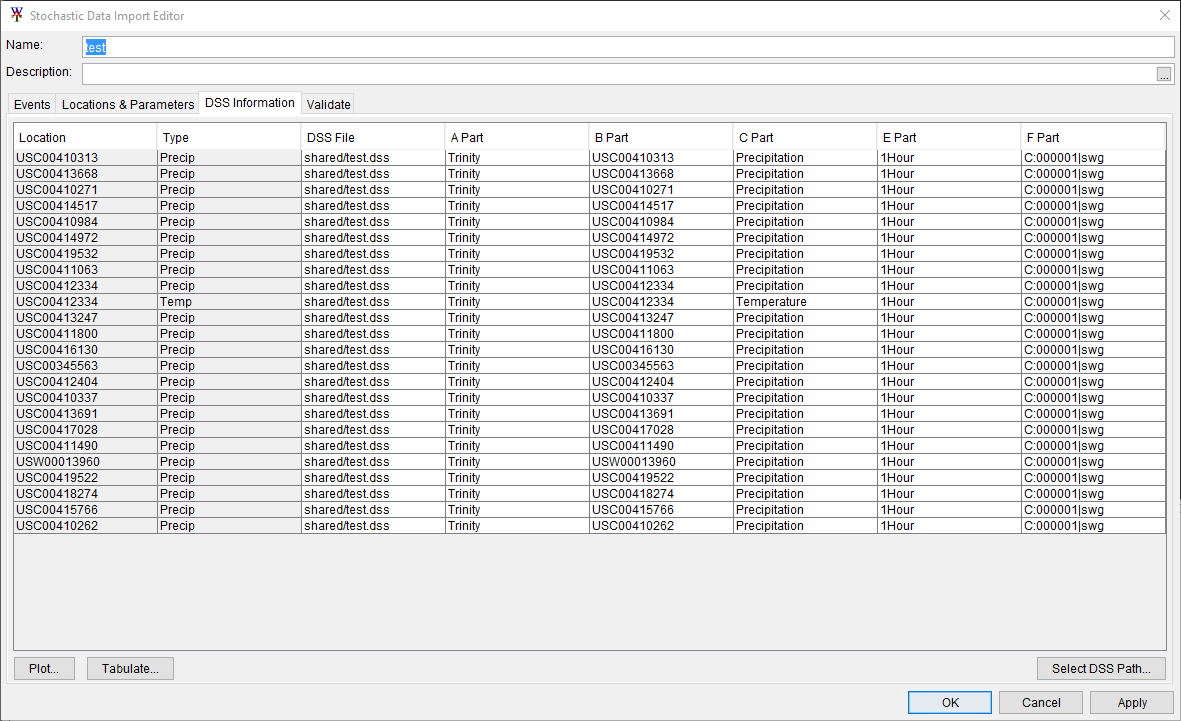 Stochastic Data Import Editor
Name: test
Description: ...
Events Locations & Parameters DSS Information Validate
Location Type DSS File A Part B Part C Part E Part F Part
USC00410313 Precip shared/test.dss Trinity USC00410313 Precipitation 1Hour C:000001|swg
USC00413668 Precip shared/test.dss Trinity USC00413668 Precipitation 1Hour C:000001|swg
USC00410271 Precip shared/test.dss Trinity USC00410271 Precipitation 1Hour C:000001|swg
USC00414517 Precip shared/test.dss Trinity USC00414517 Precipitation 1Hour C:000001|swg
USC00410984 Precip shared/test.dss Trinity USC00410984 Precipitation 1Hour C:000001|swg
USC00414972 Precip shared/test.dss Trinity USC00414972 Precipitation 1Hour C:000001|swg
USC00419532 Precip shared/test.dss Trinity USC00419532 Precipitation 1Hour C:000001|swg
USC00411063 Precip shared/test.dss Trinity USC00411063 Precipitation 1Hour C:000001|swg
USC00412334 Precip shared/test.dss Trinity USC00412334 Precipitation 1Hour C:000001|swg
USC00412334 Temp shared/test.dss Trinity USC00412334 Temperature 1Hour C:000001|swg
USC00413247 Precip shared/test.dss Trinity USC00413247 Precipitation 1Hour C:000001|swg
USC00411800 Precip shared/test.dss Trinity USC00411800 Precipitation 1Hour C:000001|swg
USC00416130 Precip shared/test.dss Trinity USC00416130 Precipitation 1Hour C:000001|swg
USC00345563 Precip shared/test.dss Trinity USC00345563 Precipitation 1Hour C:000001|swg
USC00412404 Precip shared/test.dss Trinity USC00412404 Precipitation 1Hour C:000001|swg
USC00410337 Precip shared/test.dss Trinity USC00410337 Precipitation 1Hour C:000001|swg
USC00413691 Precip shared/test.dss Trinity USC00413691 Precipitation 1Hour C:000001|swg
USC00417028 Precip shared/test.dss Trinity USC00417028 Precipitation 1Hour C:000001|swg
USC00411490 Precip shared/test.dss Trinity USC00411490 Precipitation 1Hour C:000001|swg
USW00013960 Precip shared/test.dss Trinity USW00013960 Precipitation 1Hour C:000001|swg
USC00419522 Precip shared/test.dss Trinity USC00419522 Precipitation 1Hour C:000001|swg
USC00418274 Precip shared/test.dss Trinity USC00418274 Precipitation 1Hour C:000001|swg
USC00415766 Precip shared/test.dss Trinity USC00415766 Precipitation 1Hour C:000001|swg
USC00410262 Precip shared/test.dss Trinity USC00410262 Precipitation 1Hour C:000001|swg
Plot... Tabulate... Select DSS Path...
OK Cancel Apply